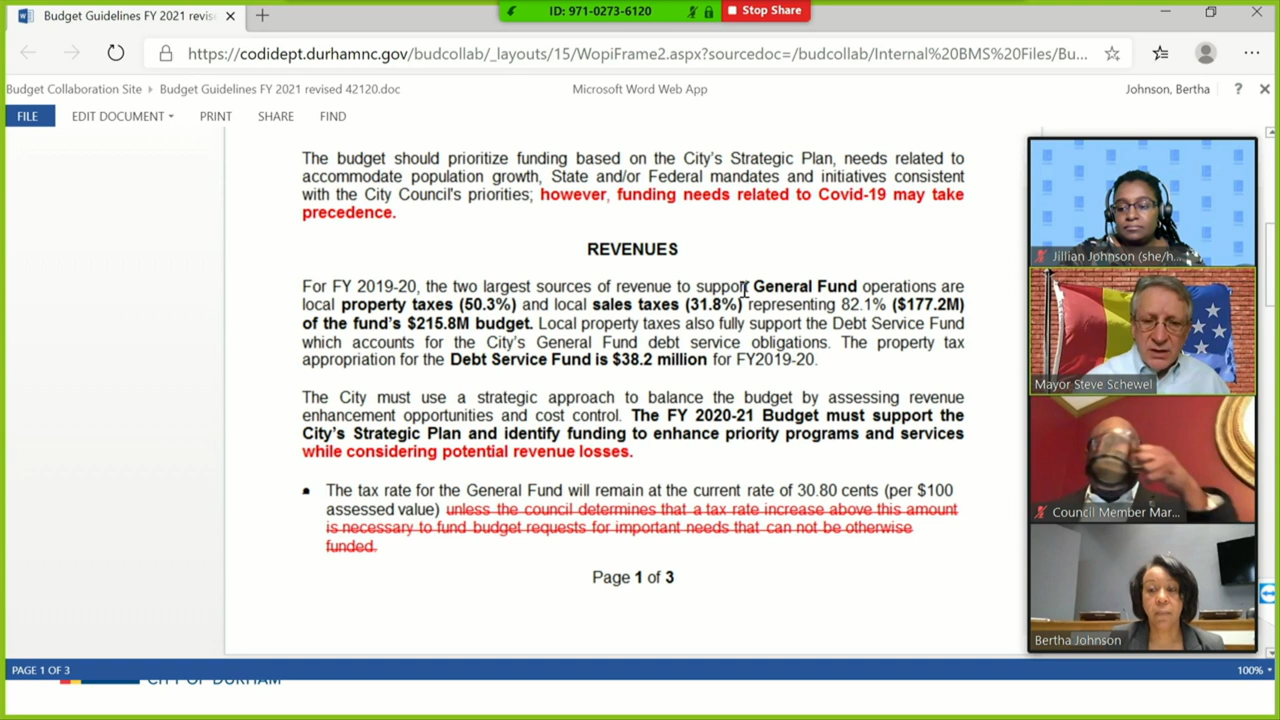 Budget Guidelines FY 2021 revise
ID: 971-0273-6120
Stop Share
https://codidept.durhamnc.gov/budcollab/_layouts/15/WopiFrame2.aspx?sourcedoc=/budcollab/Internal%20BMS%20Files/Bu...
Budget Collaboration Site
Budget Guidelines FY 2021 revised 42120.doc
Microsoft Word Web App
Johnson, Bertha
?
FILE
EDIT DOCUMENT
PRINT
SHARE
FIND
The budget should prioritize funding based on the City's Strategic Plan, needs related to
accommodate population growth, State and/or Federal mandates and initiatives consistent
with the City Council's priorities; however, funding needs related to Covid-19 may take
precedence.
REVENUES
For FY 2019-20, the two largest sources of revenue to support General Fund operations are
local property taxes (50.3%) and local sales taxes (31.8%) representing 82.1% ($177.2M)
of the fund's $215.8M budget. Local property taxes also fully support the Debt Service Fund
which accounts for the City's General Fund debt service obligations. The property tax
appropriation for the Debt Service Fund is $38.2 million for FY2019-20.
The City must use a strategic approach to balance the budget by assessing revenue
enhancement opportunities and cost control. The FY 2020-21 Budget must support the
City's Strategic Plan and identify funding to enhance priority programs and services
while considering potential revenue losses.
The tax rate for the General Fund will remain at the current rate of 30.80 cents (per $100
assessed value) unless the council determines that a tax rate increase above this amount
is necessary to fund budget requests for important needs that can not be otherwise
funded.
Page 1 of 3
Jillian Johnson (she/h...
Mayor Steve Schewel
Council Member Mar...
Bertha Johnson
PAGE 1 OF 3
100%
CITY OF DURHAM